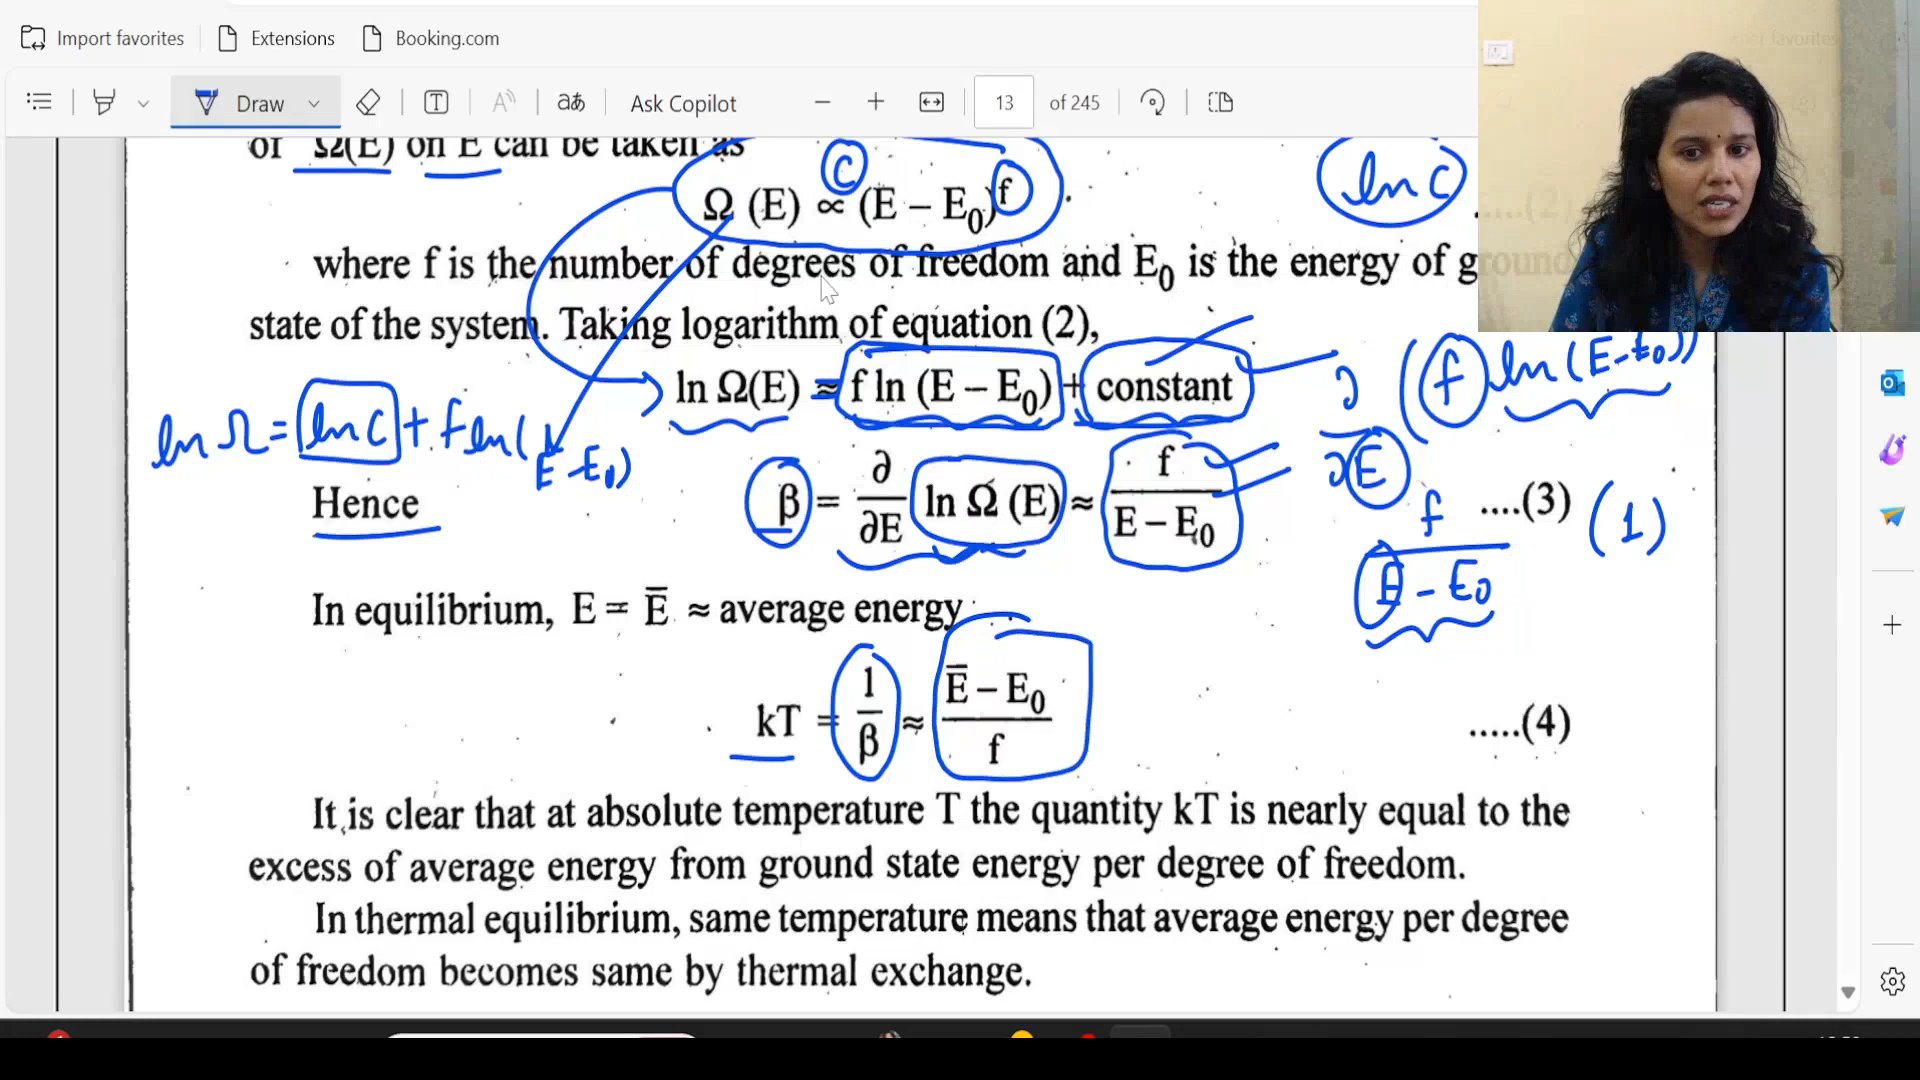 Import favorites Extensions Booking.com
Draw Ask Copilot 13 of 245
of Ω(E) on E can be taken as
Ω (E) ∝ (E – E₀)^f
C
ln C
.....(2)
where f is the number of degrees of freedom and E₀ is the energy of ground
state of the system. Taking logarithm of equation (2),
ln Ω(E) ≈ f ln (E – E₀) + constant
∂/∂E (f ln (E – E₀))
ln Ω = ln C + f ln (E – E₀)
Hence β = ∂/∂E ln Ω (E) ≈ f/(E – E₀) ....(3)
f/(E – E₀) (1)
In equilibrium, E = E̅ ≈ average energy
kT = 1/β ≈ (E̅ – E₀)/f .....(4)
It is clear that at absolute temperature T the quantity kT is nearly equal to the
excess of average energy from ground state energy per degree of freedom.
In thermal equilibrium, same temperature means that average energy per degree
of freedom becomes same by thermal exchange.